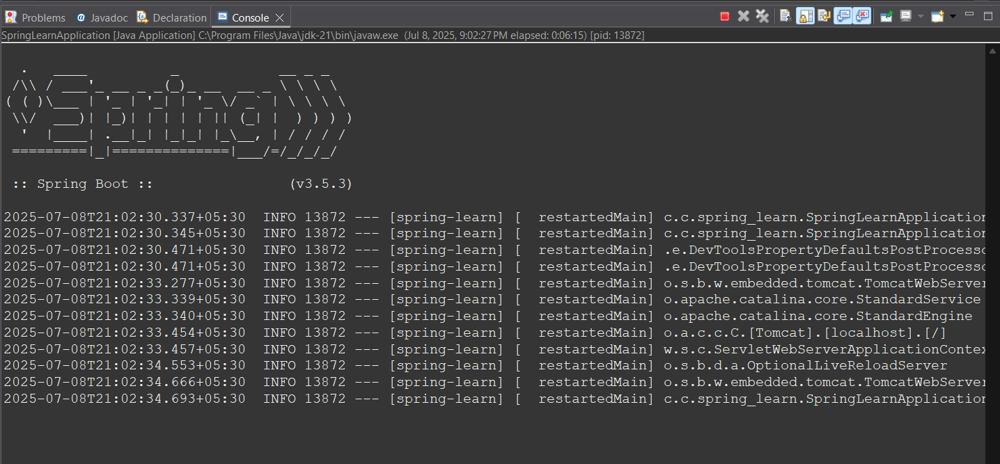 Problems Javadoc Declaration Console
SpringLearnApplication [Java Application] C:\Program Files\Java\jdk-21\bin\javaw.exe (Jul 8, 2025, 9:02:27 PM elapsed: 0:06:15) [pid: 13872]
  .   ____          _            __ _ _
 /\\ / ___'_ __ _ _(_)_ __  __ _ \ \ \ \
( ( )\___ | '_ | '_| | '_ \/ _` | \ \ \ \
 \\/  ___)| |_)| | | | | || (_| |  ) ) ) )
  '  |____| .__|_| |_|_| |_\__, | / / / /
 =========|_|==============|___/=/_/_/_/
 :: Spring Boot ::                (v3.5.3)
2025-07-08T21:02:30.337+05:30  INFO 13872 --- [spring-learn] [  restartedMain] c.c.spring_learn.SpringLearnApplication
2025-07-08T21:02:30.345+05:30  INFO 13872 --- [spring-learn] [  restartedMain] c.c.spring_learn.SpringLearnApplication
2025-07-08T21:02:30.471+05:30  INFO 13872 --- [spring-learn] [  restartedMain] .e.DevToolsPropertyDefaultsPostProcesso
2025-07-08T21:02:30.471+05:30  INFO 13872 --- [spring-learn] [  restartedMain] .e.DevToolsPropertyDefaultsPostProcesso
2025-07-08T21:02:33.277+05:30  INFO 13872 --- [spring-learn] [  restartedMain] o.s.b.w.embedded.tomcat.TomcatWebServer
2025-07-08T21:02:33.339+05:30  INFO 13872 --- [spring-learn] [  restartedMain] o.apache.catalina.core.StandardService
2025-07-08T21:02:33.340+05:30  INFO 13872 --- [spring-learn] [  restartedMain] o.apache.catalina.core.StandardEngine
2025-07-08T21:02:33.454+05:30  INFO 13872 --- [spring-learn] [  restartedMain] o.a.c.c.C.[Tomcat].[localhost].[/]
2025-07-08T21:02:33.457+05:30  INFO 13872 --- [spring-learn] [  restartedMain] w.s.c.ServletWebServerApplicationContex
2025-07-08T21:02:34.553+05:30  INFO 13872 --- [spring-learn] [  restartedMain] o.s.b.d.a.OptionalLiveReloadServer
2025-07-08T21:02:34.666+05:30  INFO 13872 --- [spring-learn] [  restartedMain] o.s.b.w.embedded.tomcat.TomcatWebServer
2025-07-08T21:02:34.693+05:30  INFO 13872 --- [spring-learn] [  restartedMain] c.c.spring_learn.SpringLearnApplication